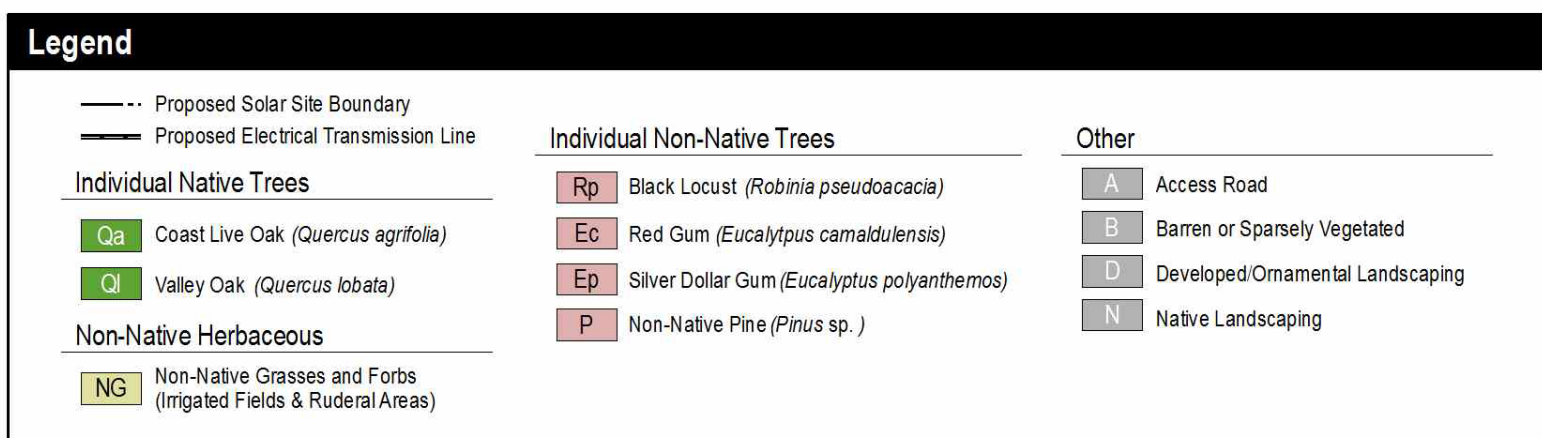 Legend
Proposed Solar Site Boundary
Proposed Electrical Transmission Line
Individual Native Trees
Qa Coast Live Oak (Quercus agrifolia)
Ql Valley Oak (Quercus lobata)
Non-Native Herbaceous
NG Non-Native Grasses and Forbs
(Irrigated Fields & Ruderal Areas)
Individual Non-Native Trees
Rp Black Locust (Robinia pseudoacacia)
Ec Red Gum (Eucalytpus camaldulensis)
Ep Silver Dollar Gum (Eucalyptus polyanthemos)
P Non-Native Pine (Pinus sp. )
Other
A Access Road
B Barren or Sparsely Vegetated
D Developed/Ornamental Landscaping
N Native Landscaping